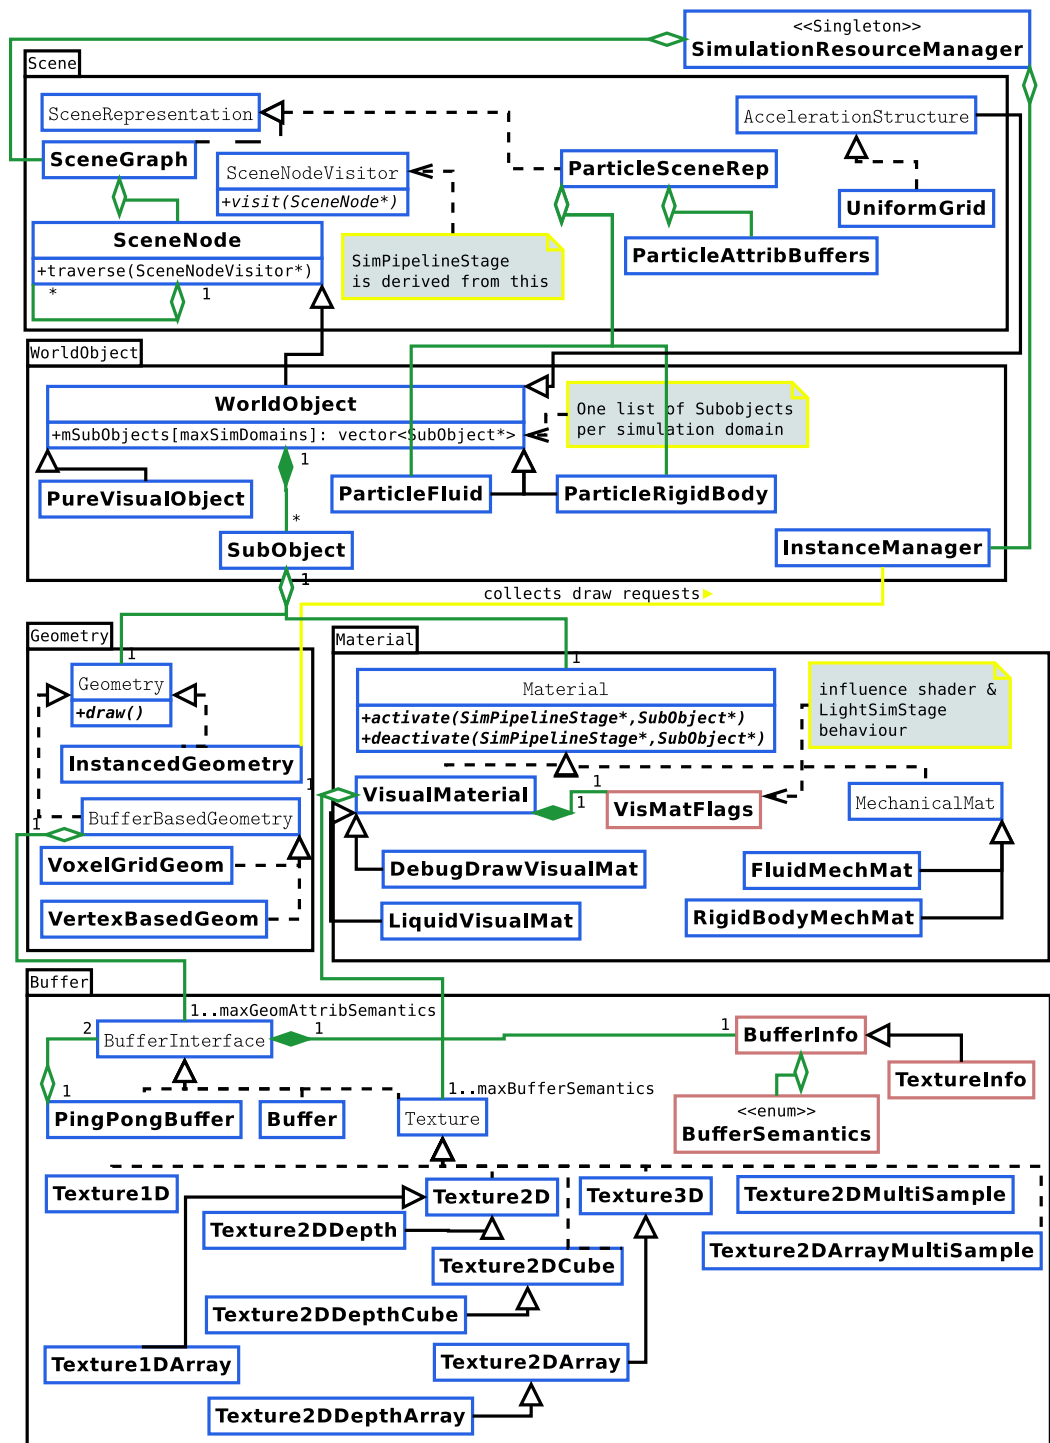 <<Singleton>>
SimulationResourceManager
Scene
SceneRepresentation
AccelerationStructure
SceneGraph
SceneNodeVisitor
+visit(SceneNode*)
ParticleSceneRep
UniformGrid
SceneNode
+traverse(SceneNodeVisitor*)
*
1
SimPipelineStage
is derived from this
ParticleAttribBuffers
WorldObject
WorldObject
+mSubObjects[maxSimDomains]: vector<SubObject*>
One list of Subobjects
per simulation domain
1
PureVisualObject
ParticleFluid
ParticleRigidBody
*
SubObject
InstanceManager
1
collects draw requests
Geometry
Material
1
1
Geometry
+draw()
Material
+activate(SimPipelineStage*,SubObject*)
+deactivate(SimPipelineStage*,SubObject*)
influence shader &
LightSimStage
behaviour
InstancedGeometry
1
VisualMaterial
1
1
VisMatFlags
MechanicalMat
BufferBasedGeometry
1
VoxelGridGeom
DebugDrawVisualMat
FluidMechMat
VertexBasedGeom
LiquidVisualMat
RigidBodyMechMat
Buffer
1..maxGeomAttribSemantics
2
BufferInterface
1
1
BufferInfo
TextureInfo
1
1..maxBufferSemantics
PingPongBuffer
Buffer
Texture
<<enum>>
BufferSemantics
Texture1D
Texture2D
Texture3D
Texture2DMultiSample
Texture2DDepth
Texture2DArrayMultiSample
Texture2DCube
Texture2DDepthCube
Texture1DArray
Texture2DArray
Texture2DDepthArray